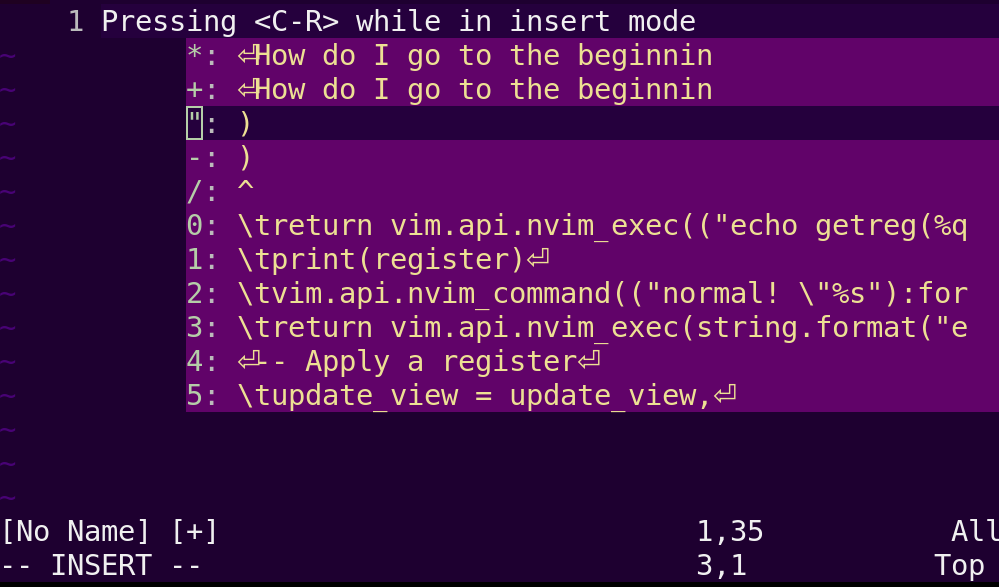 1 Pressing <C-R> while in insert mode
~ *: ⏎How do I go to the beginnin
~ +: ⏎How do I go to the beginnin
~ ": )
~ -: )
~ /: ^
~ 0: \treturn vim.api.nvim_exec(("echo getreg(%q
~ 1: \tprint(register)⏎
~ 2: \tvim.api.nvim_command(("normal! \"%s"):for
~ 3: \treturn vim.api.nvim_exec(string.format("e
~ 4: ⏎-- Apply a register⏎
~ 5: \tupdate_view = update_view,⏎
~
~
~
[No Name] [+] 1,35 All
-- INSERT -- 3,1 Top